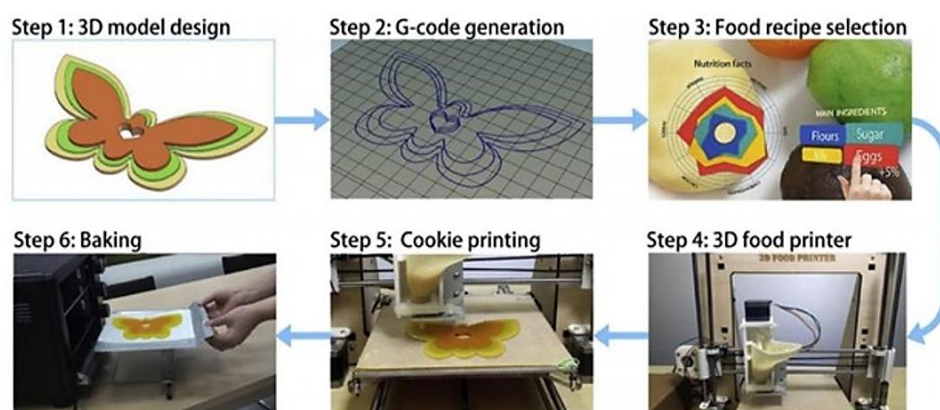 Step 1: 3D model design
Step 2: G-code generation
Step 3: Food recipe selection
Nutrition facts
MAIN INGREDIENTS
Flours
Sugar
Eggs
+5%
Step 6: Baking
Step 5: Cookie printing
Step 4: 3D food printer
3D FOOD PRINTER